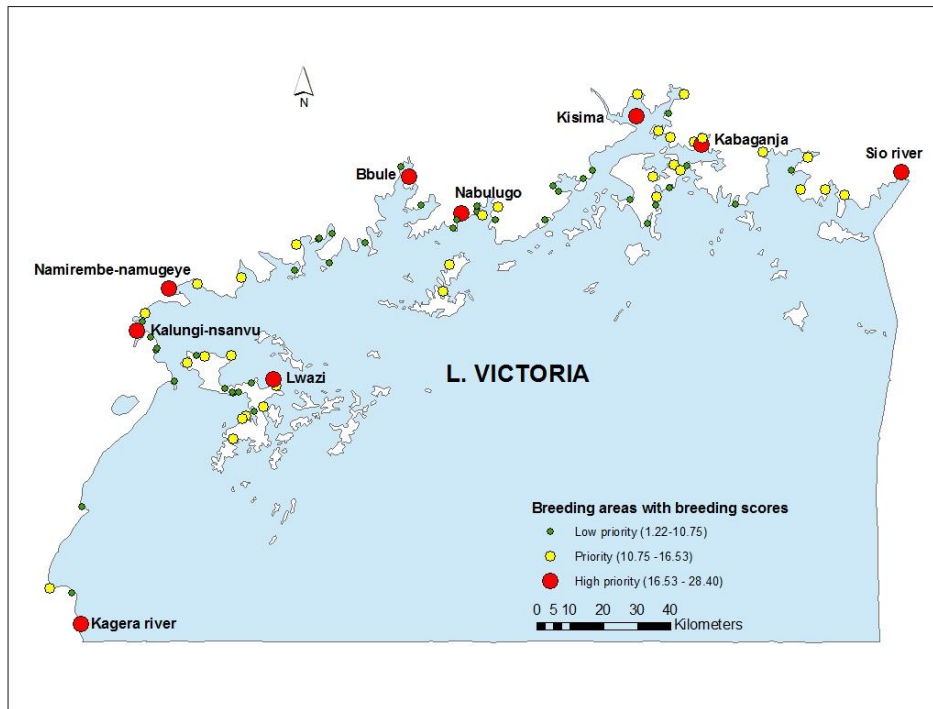 N
Kisima
Kabaganja
Sio river
Bbule
Nabulugo
Namirembe-namugeye
Kalungi-nsanvu
Lwazi
L. VICTORIA
Breeding areas with breeding scores
Low priority (1.22-10.75)
Priority (10.75 -16.53)
High priority (16.53 - 28.40)
0 5 10 20 30 40
Kilometers
Kagera river